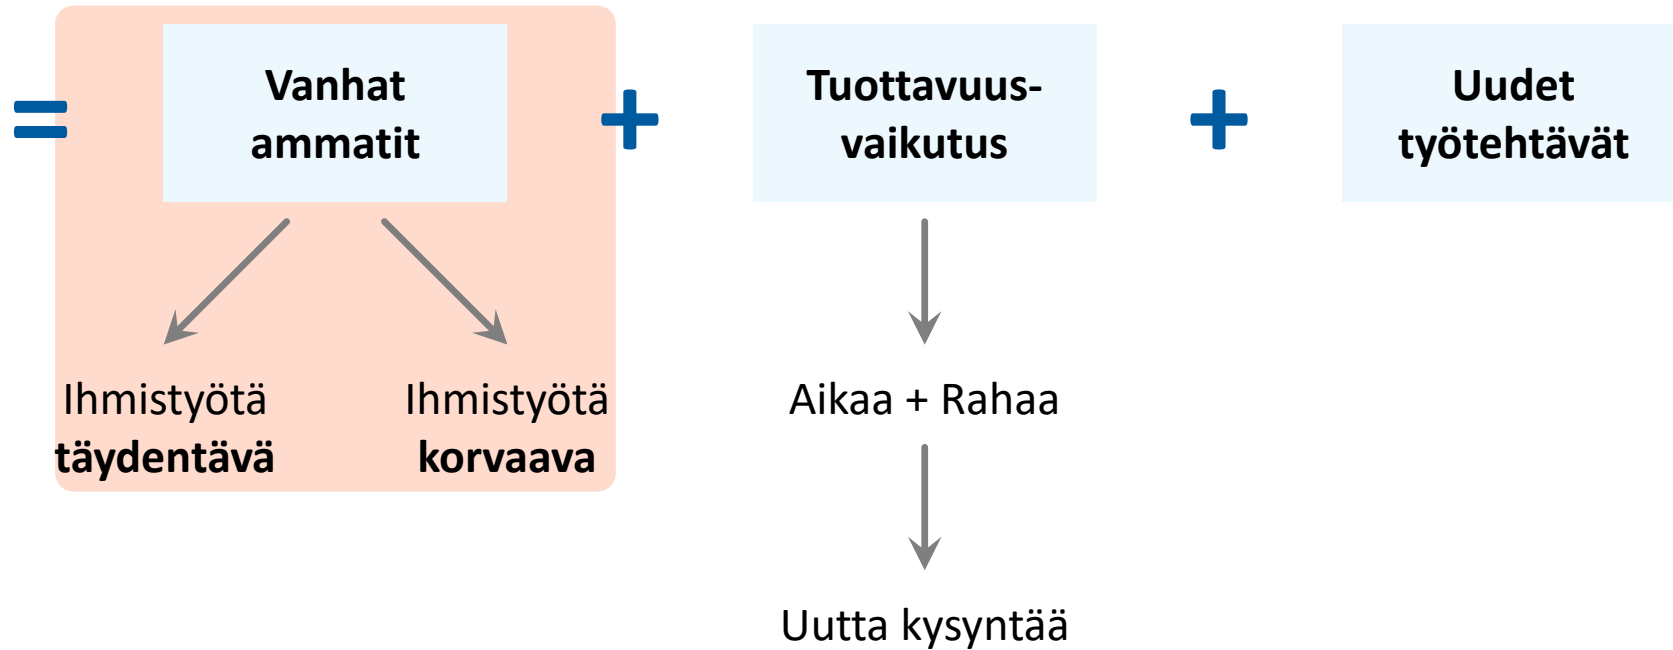 =
Vanhat
ammatit
+
Tuottavuus-
vaikutus
+
Uudet
työtehtävät
Ihmistyötä
täydentävä
Ihmistyötä
korvaava
Aikaa + Rahaa
Uutta kysyntää